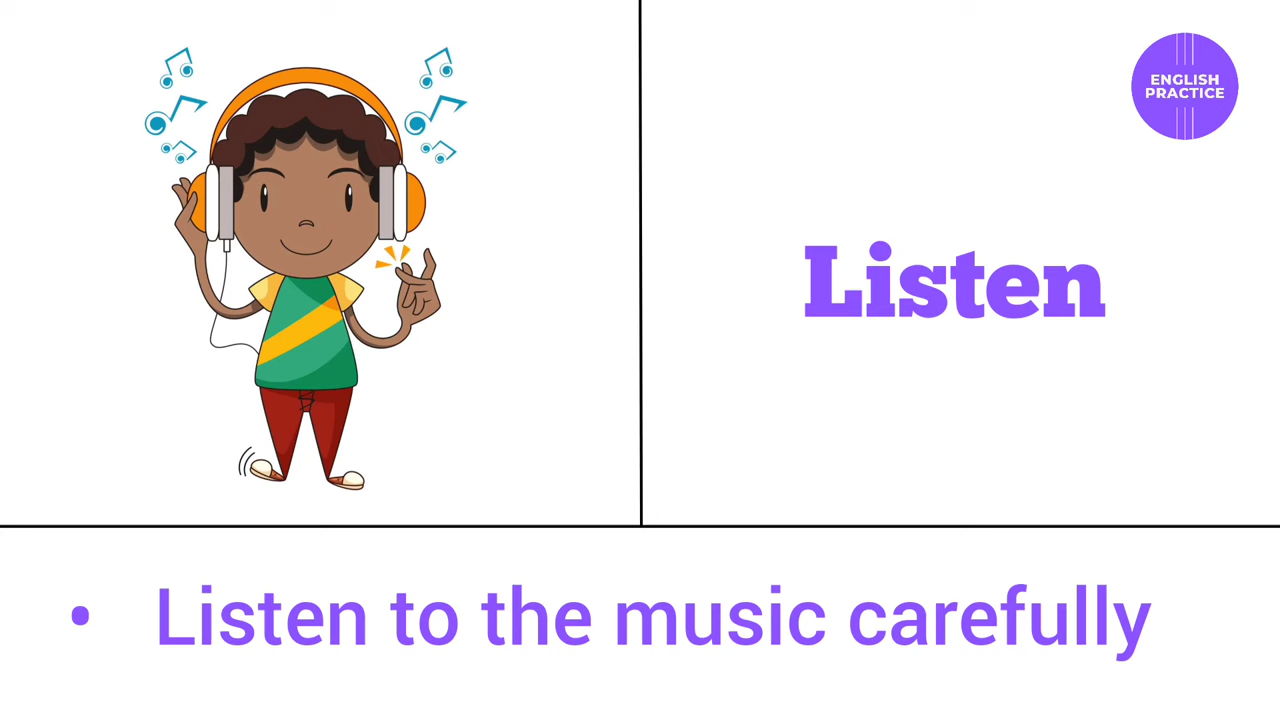 ENGLISH
PRACTICE
Listen
• Listen to the music carefully